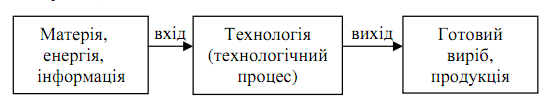 Матерія,
енергія,
інформація
вхід
Технологія
(технологічний
процес)
вихід
Готовий
виріб,
продукція